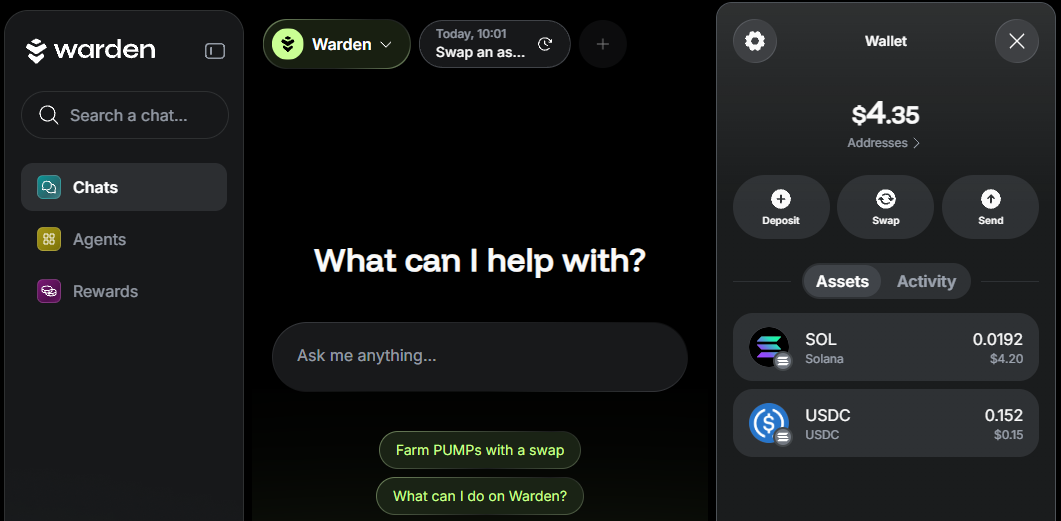 warden
Search a chat...
Chats
Agents
Rewards
Warden
Today, 10:01
Swap an as...
What can I help with?
Ask me anything...
Farm PUMPs with a swap
What can I do on Warden?
Wallet
$4.35
Addresses
Deposit
Swap
Send
Assets
Activity
SOL
0.0192
Solana
$4.20
USDC
0.152
USDC
$0.15